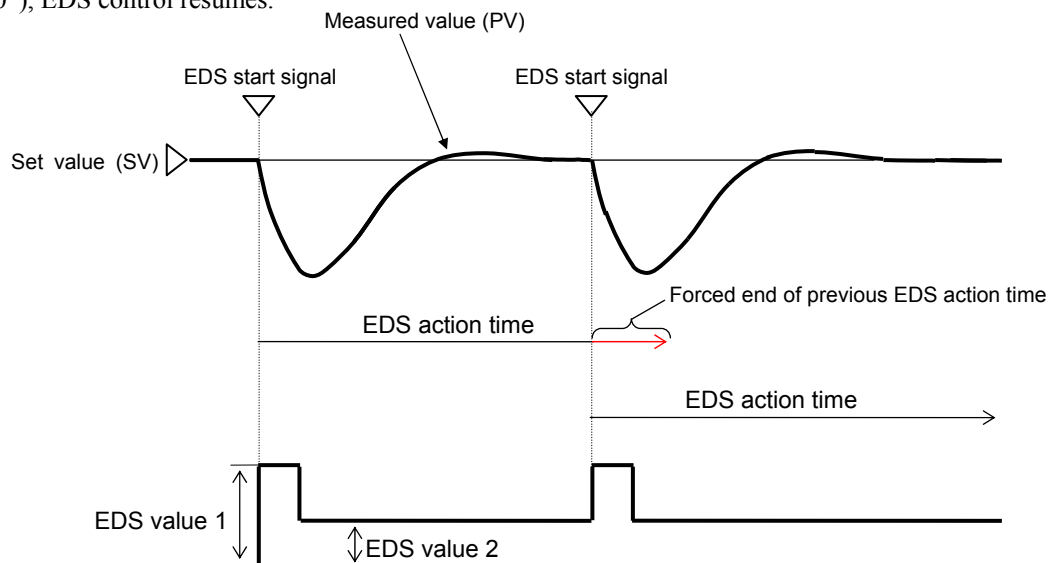 "), EDS control resumes.
Measured value (PV)
EDS start signal
EDS start signal
Set value (SV)
Forced end of previous EDS action time
EDS action time
EDS action time
EDS value 1
EDS value 2